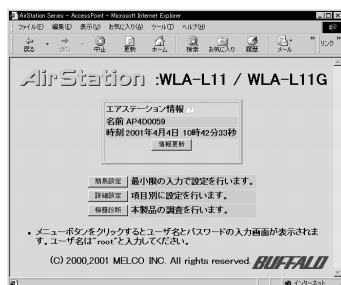 AirStation Series - AccessPoint - Microsoft Internet Explorer
ファイル(F) 編集(E) 表示(V) お気に入り(A) ツール(T) ヘルプ(H)
戻る 中止 更新 ホーム 検索 お気に入り 履歴 メール リンク
AirStation :WLA-L11 / WLA-L11G
エアステーション情報
名前 AP4D0059
時刻 2001年4月4日 10時42分33秒
情報更新
簡易設定 最小限の入力で設定を行います。
詳細設定 項目別に設定を行います。
機器診断 本製品の調査を行います。
• メニューボタンをクリックするとユーザ名とパスワードの入力画面が表示されま
す。ユーザ名は"root"と入力してください。
(C) 2000,2001 MELCO INC. All rights reserved. BUFFALO
インターネット